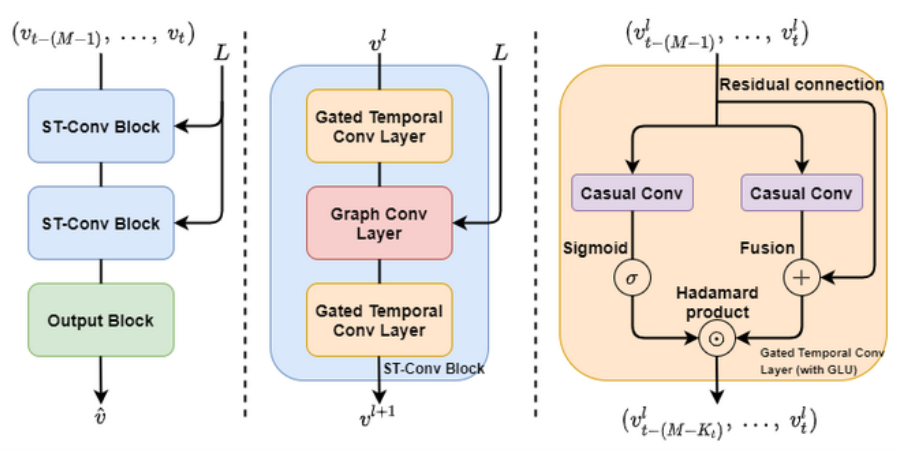 (v_{t-(M-1)}, ..., v_t)
L
ST-Conv Block
ST-Conv Block
Output Block
v̂
v^l
L
Gated Temporal
Conv Layer
Graph Conv
Layer
Gated Temporal
Conv Layer
ST-Conv Block
v^{l+1}
(v^l_{t-(M-1)}, ..., v^l_t)
Residual connection
Casual Conv
Casual Conv
Sigmoid
Fusion
σ
+
Hadamard
product
⊙
Gated Temporal Conv
Layer (with GLU)
(v^l_{t-(M-K_t)}, ..., v^l_t)